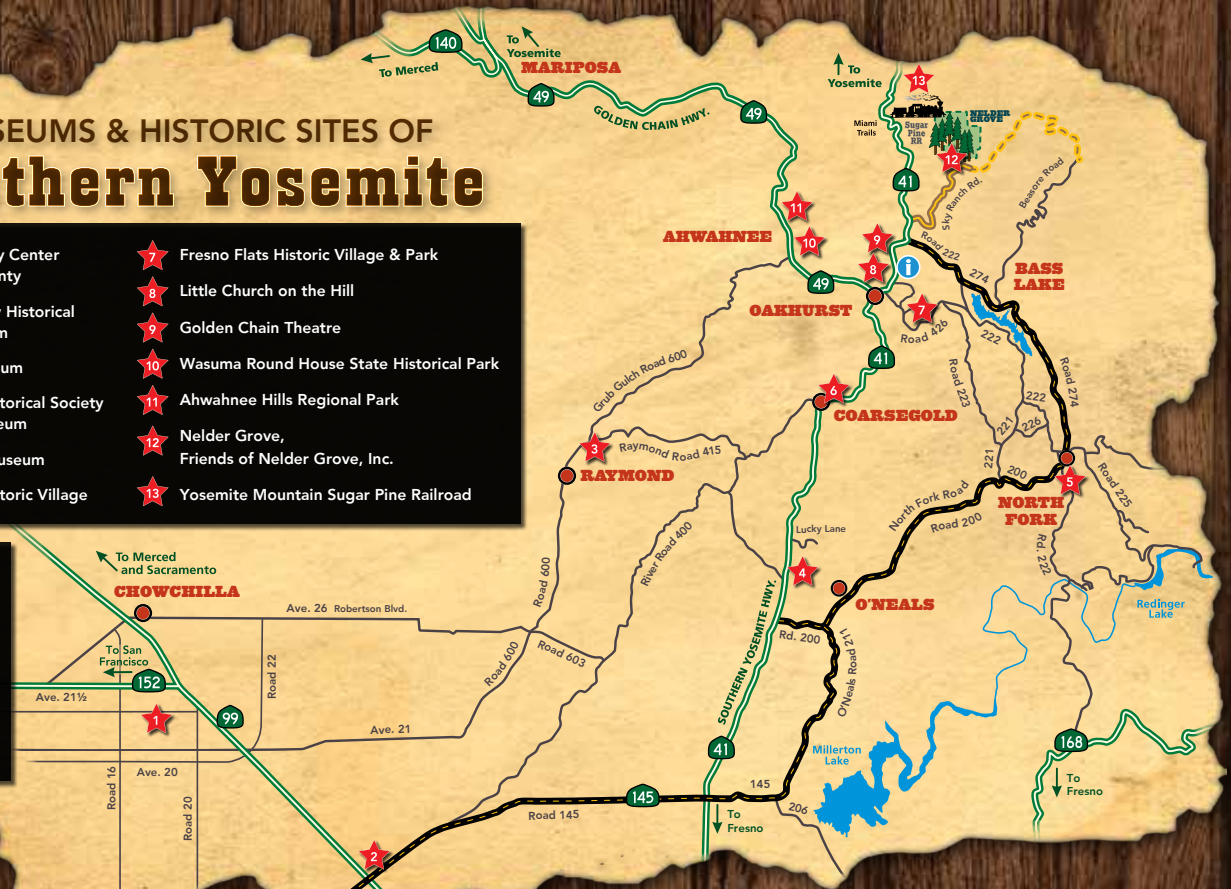 SEUMS & HISTORIC SITES OF
thern Yosemite
y Center
nty
Historical
m
um
torical Society
eum
useum
toric Village
7 Fresno Flats Historic Village & Park
8 Little Church on the Hill
9 Golden Chain Theatre
10 Wasuma Round House State Historical Park
11 Ahwahnee Hills Regional Park
12 Nelder Grove,
Friends of Nelder Grove, Inc.
13 Yosemite Mountain Sugar Pine Railroad
140
To Merced
To
Yosemite
MARIPOSA
49
GOLDEN CHAIN HWY.
49
To
Yosemite
13
Miami
Trails
Sugar
Pine
RR
NELDER
GROVE
12
41
Sky Ranch Rd.
Beasore Road
11
AHWAHNEE
10
9
8
i
Road 222
274
BASS
LAKE
49
OAKHURST
7
Road 426
222
Grub Gulch Road 600
41
Road 223
Road 274
6
COARSEGOLD
222
221
226
3
Raymond Road 415
RAYMOND
221
200
5
NORTH
FORK
Road 225
North Fork Road
Road 200
Lucky Lane
River Road 400
Rd. 222
To Merced
and Sacramento
CHOWCHILLA
Road 600
4
O'NEALS
Redinger
Lake
Ave. 26 Robertson Blvd.
Rd. 200
O'Neals Road 211
SOUTHERN YOSEMITE HWY.
To San
Francisco
152
Road 22
Road 600
Road 603
Ave. 21½
1
99
Ave. 21
41
Millerton
Lake
168
Ave. 20
Road 16
Road 20
145
145
Road 145
206
To
Fresno
To
Fresno
2